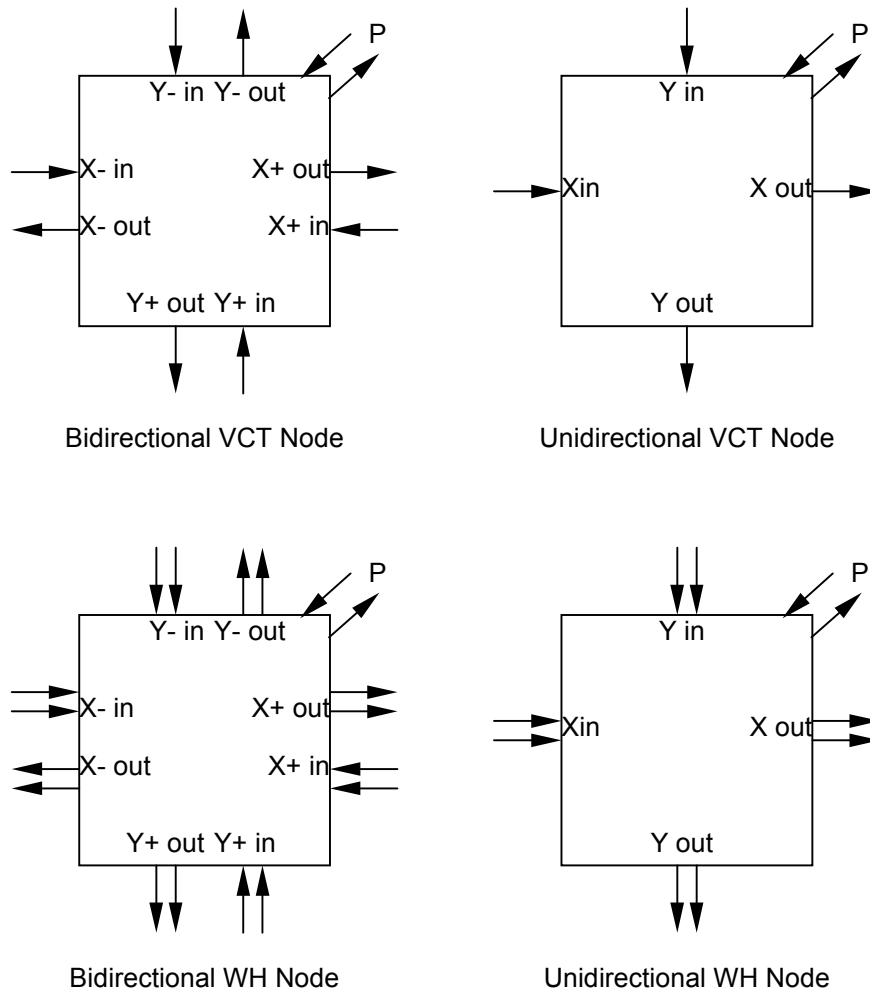 P
Y- in Y- out
X- in X+ out
X- out X+ in
Y+ out Y+ in
Bidirectional VCT Node
P
Y in
Xin X out
Y out
Unidirectional VCT Node
P
Y- in Y- out
X- in X+ out
X- out X+ in
Y+ out Y+ in
Bidirectional WH Node
P
Y in
Xin X out
Y out
Unidirectional WH Node